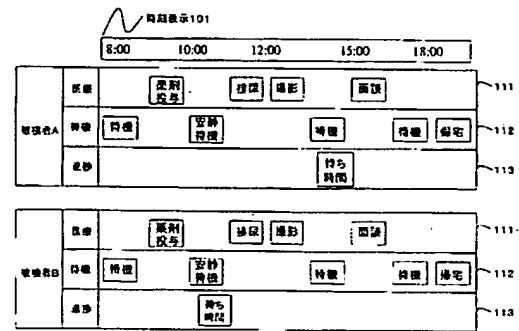 時刻表示101
8:00 10:00 12:00 15:00 18:00
被検者A
医療 薬剤投与 排尿 撮影 面談 111
待機 待機 安静待機 待機 待機 帰宅 112
進捗 待ち時間 113
被検者B
医療 薬剤投与 排尿 撮影 面談 111
待機 待機 安静待機 待機 待機 帰宅 112
進捗 待ち時間 113